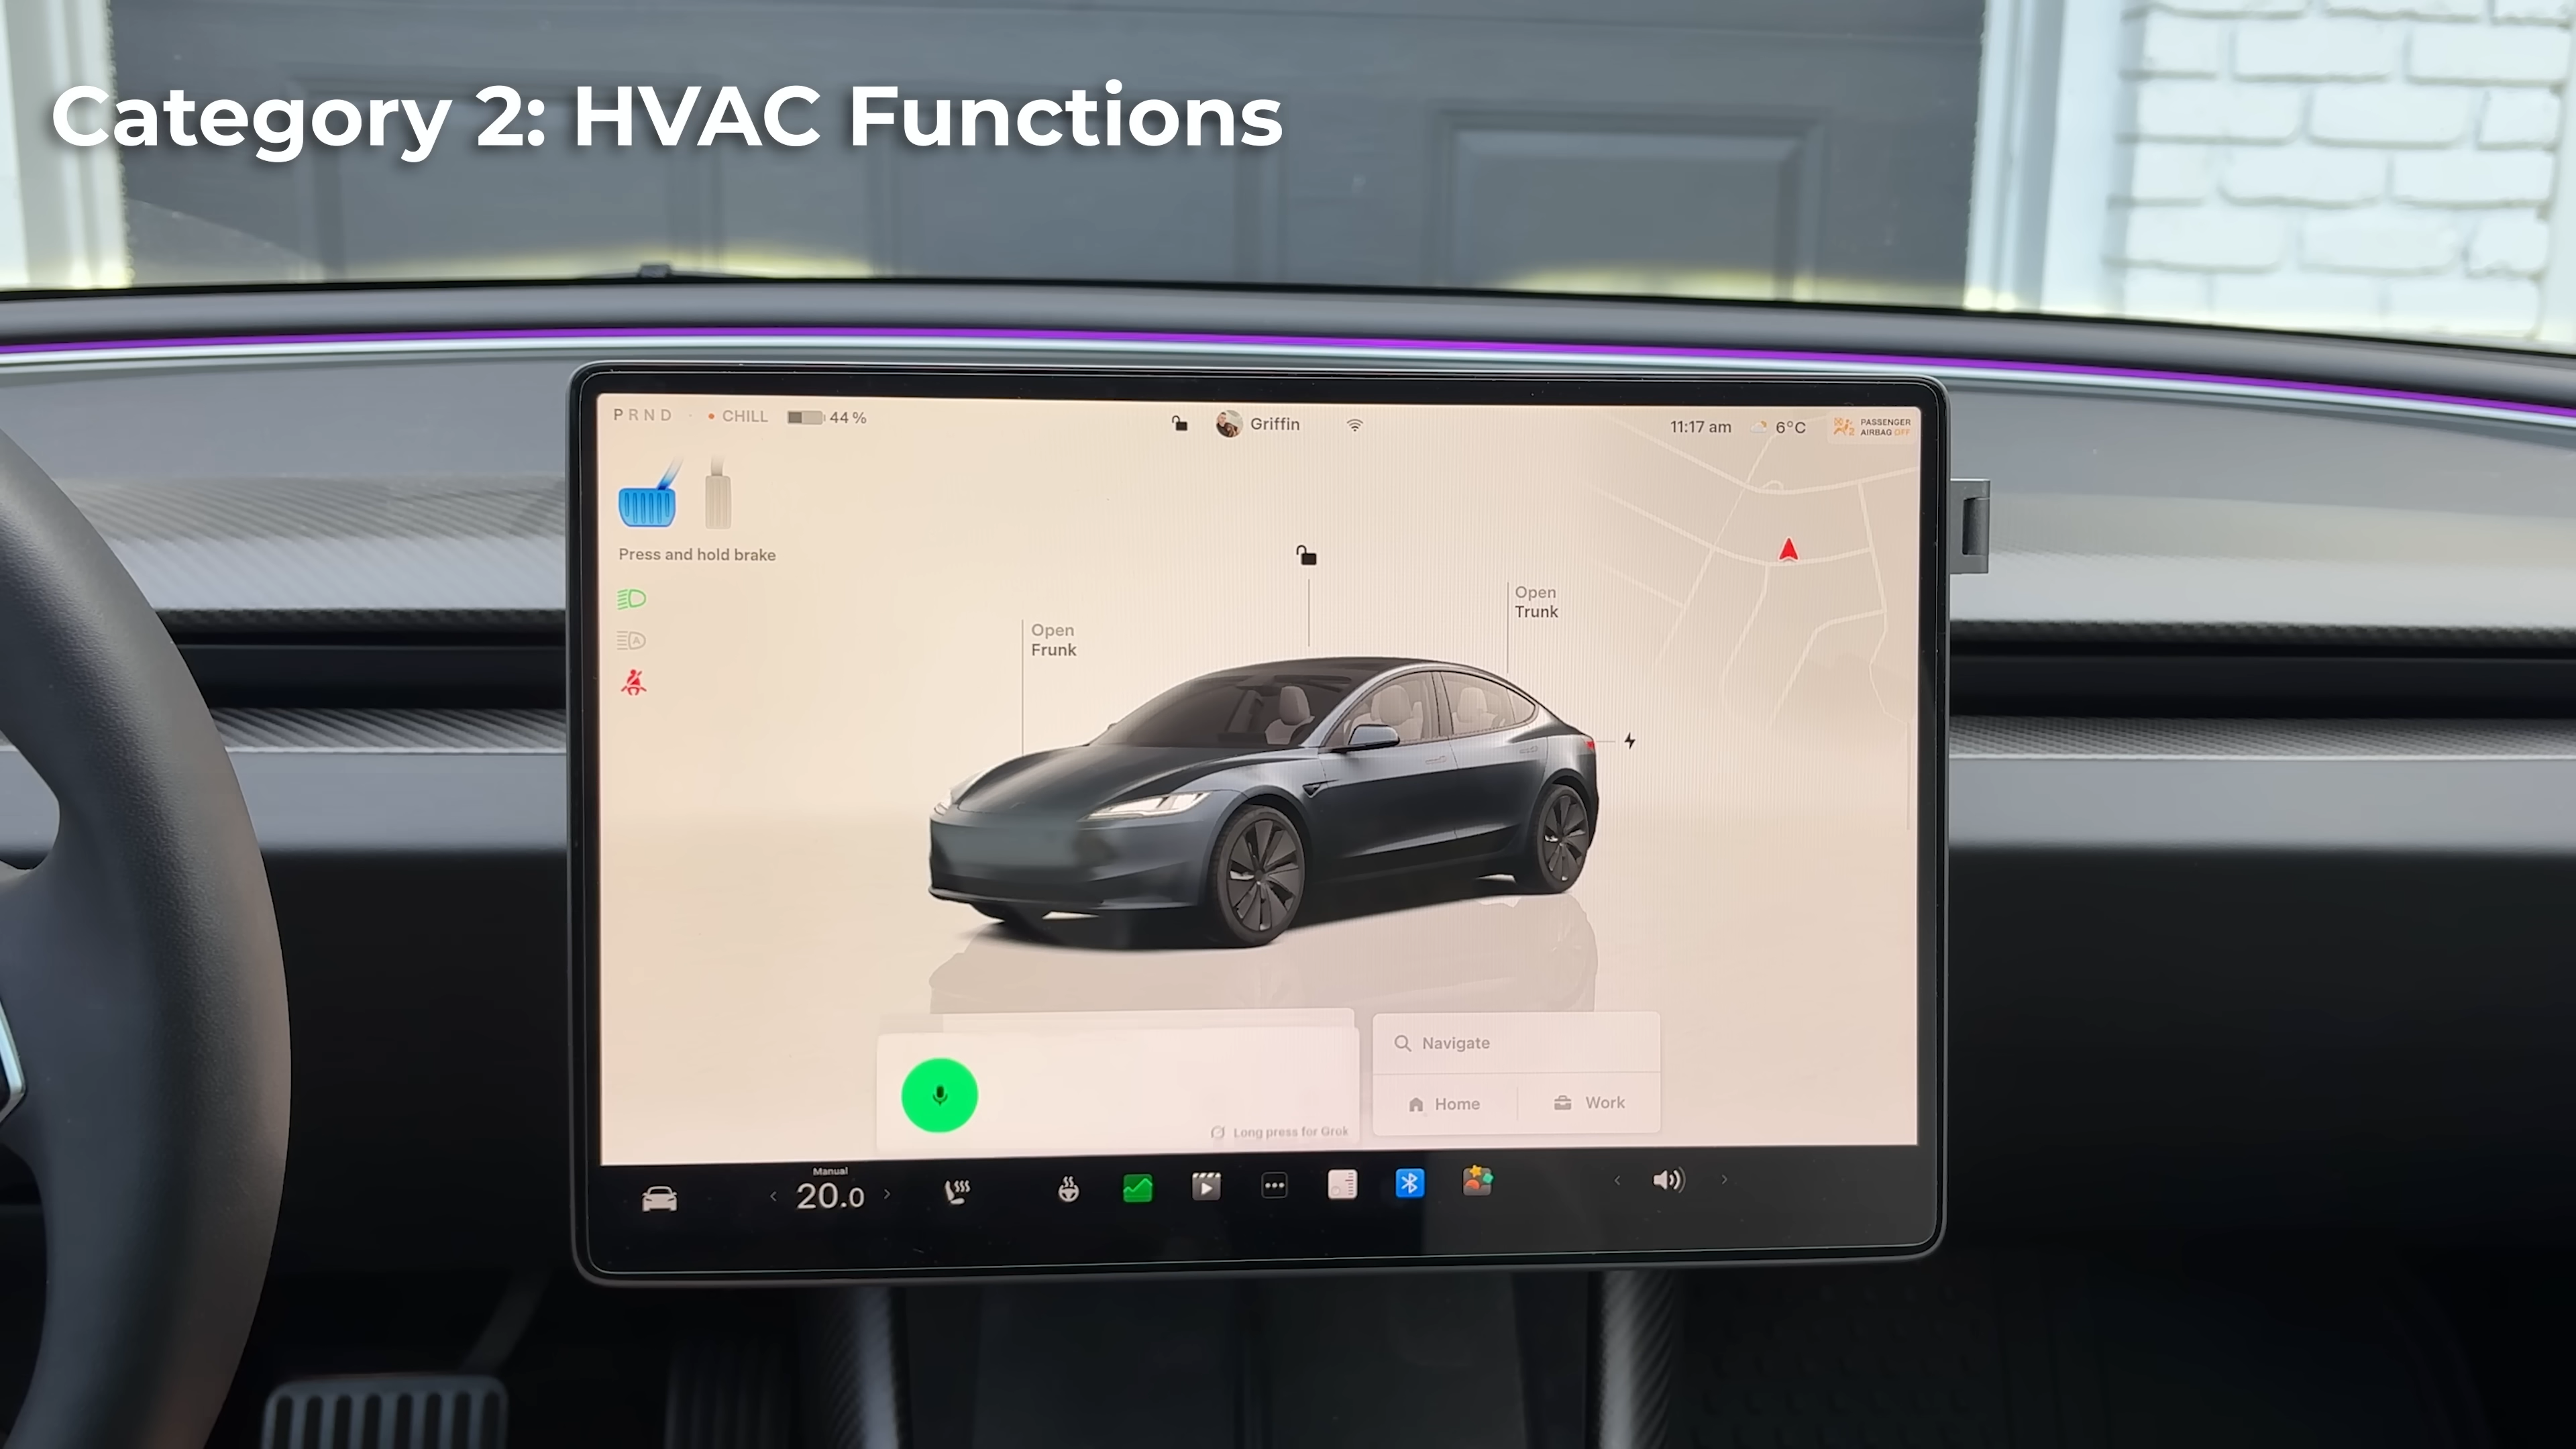 Category 2: HVAC Functions
P R N D
CHILL
44 %
Griffin
11:17 am
6°C
PASSENGER
AIRBAG OFF
Press and hold brake
Open
Frunk
Open
Trunk
Navigate
Home
Work
Long press for Grok
Manual
20.0